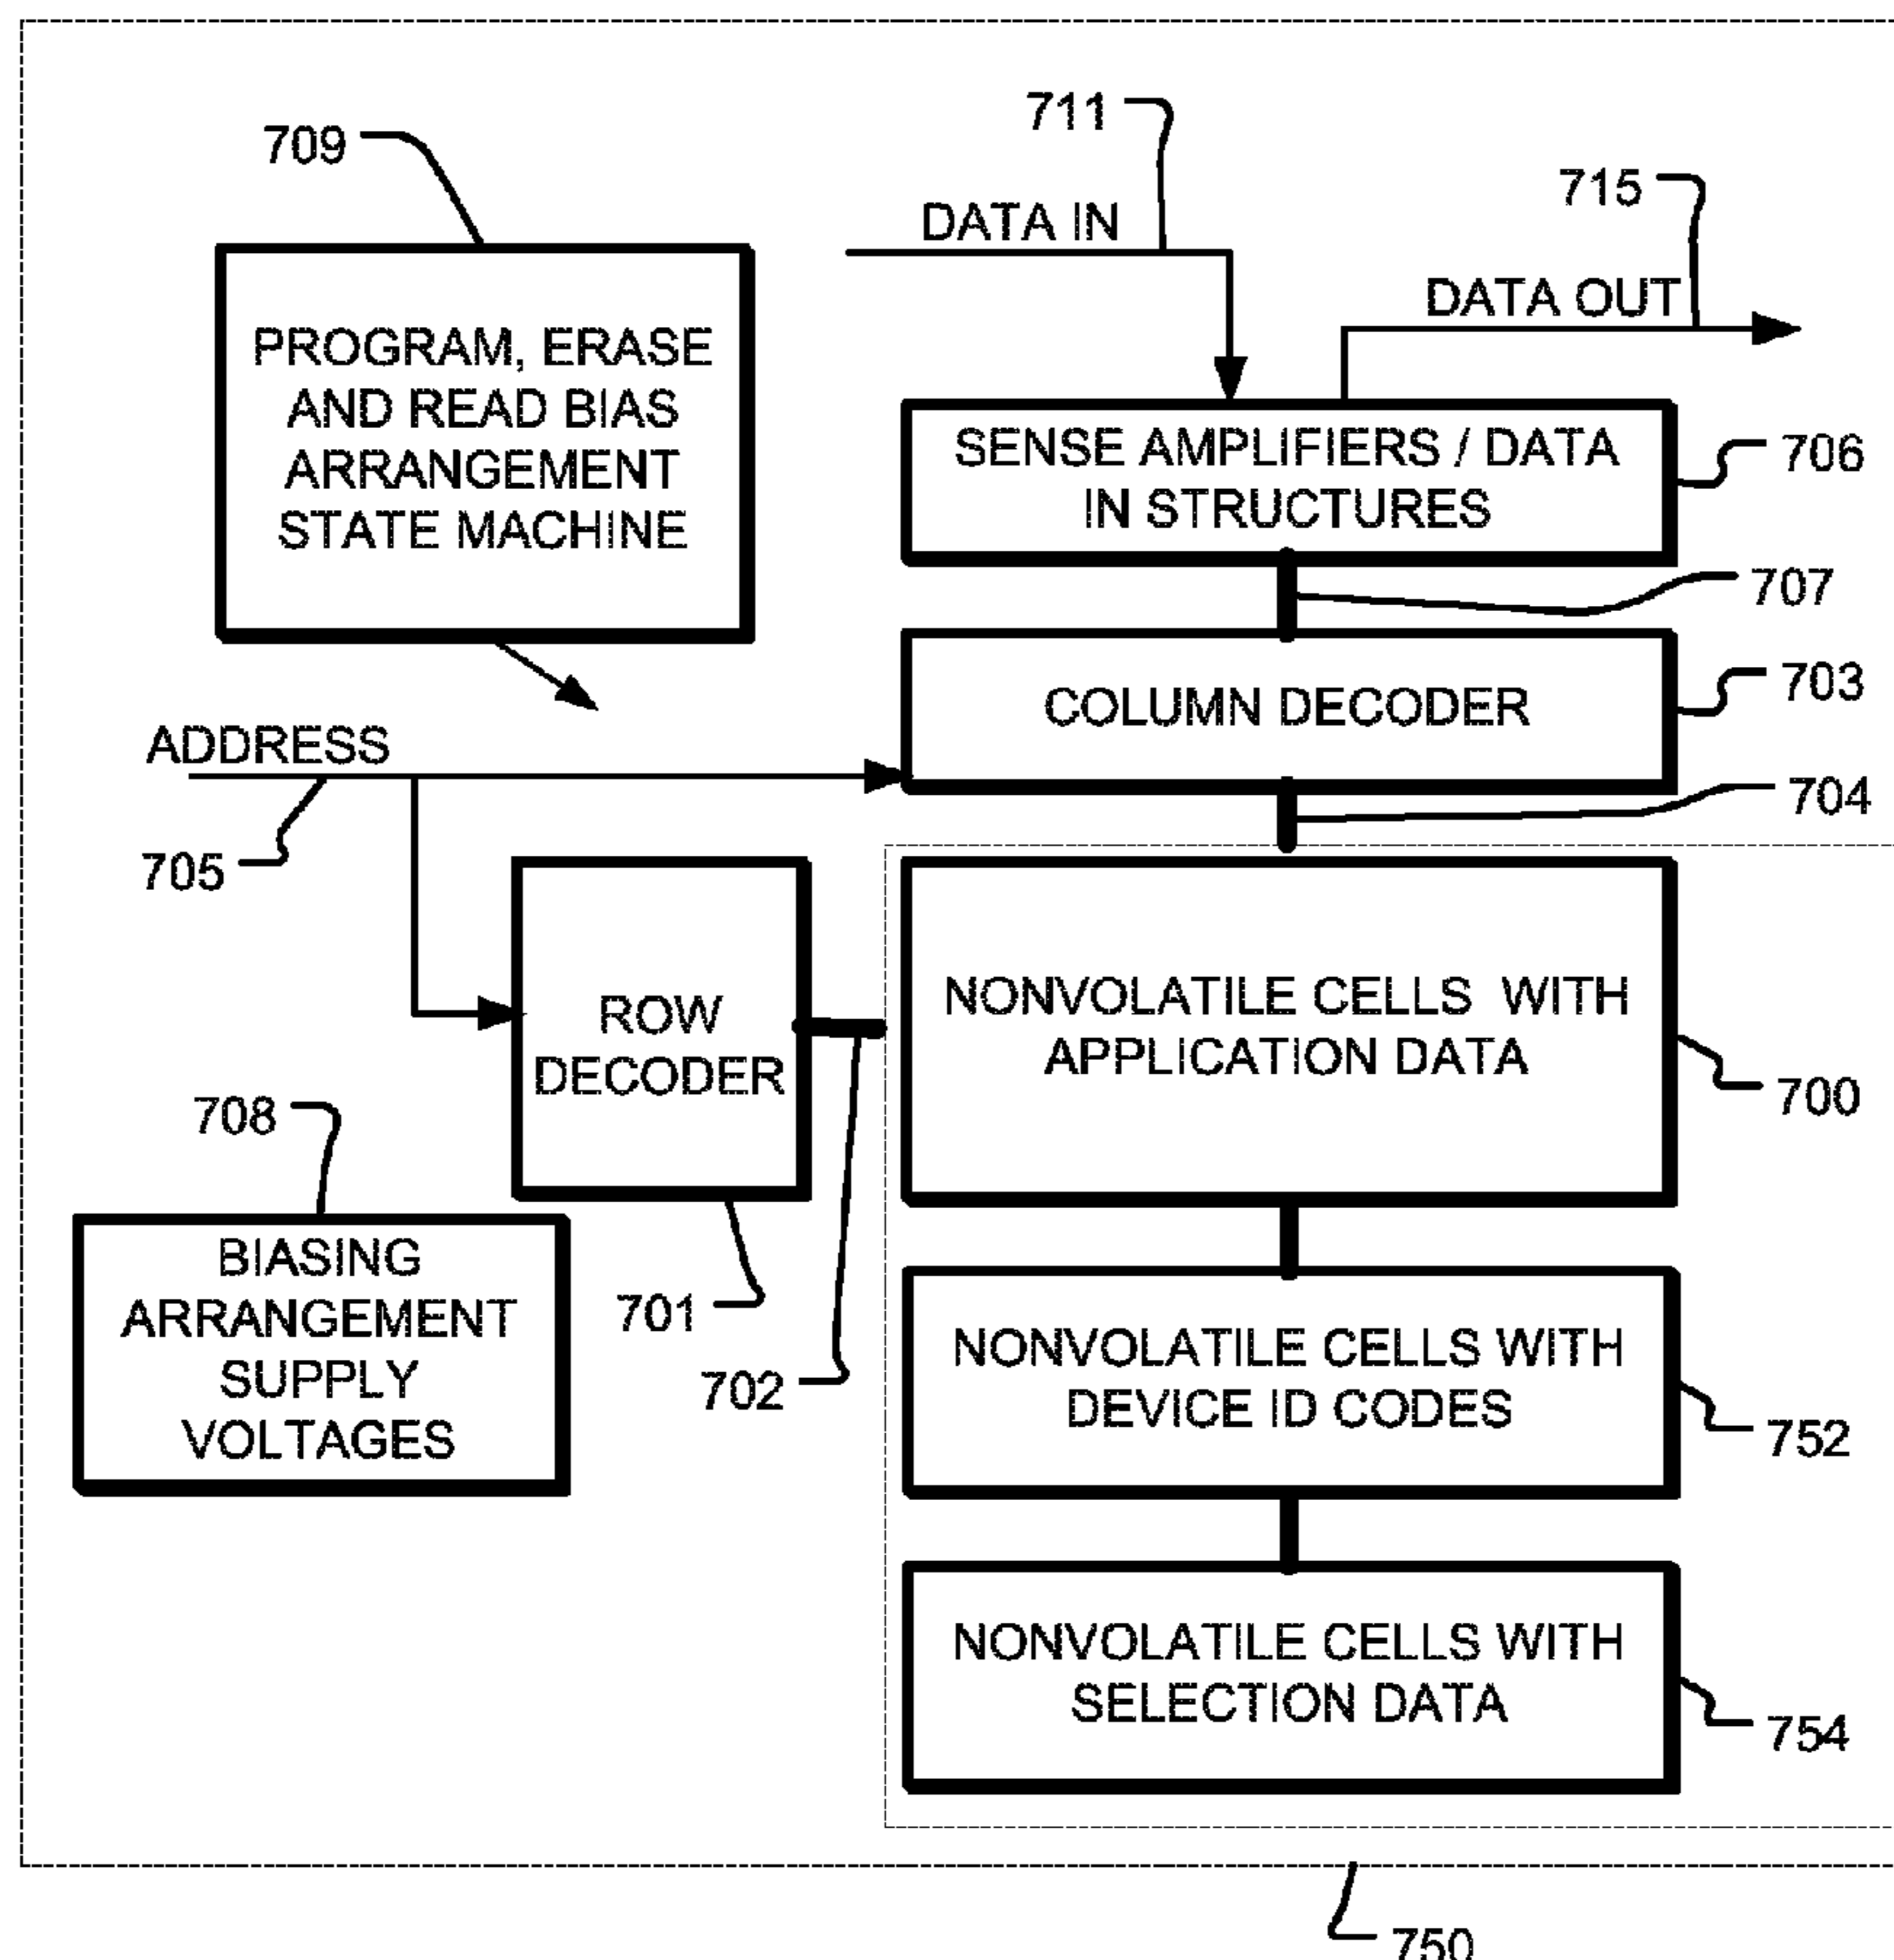 711
709
715
DATA IN
DATA OUT
PROGRAM, ERASE
AND READ BIAS
ARRANGEMENT
STATE MACHINE
SENSE AMPLIFIERS / DATA
IN STRUCTURES
706
707
COLUMN DECODER
703
ADDRESS
704
705
ROW
DECODER
NONVOLATILE CELLS WITH
APPLICATION DATA
700
708
BIASING
ARRANGEMENT
SUPPLY
VOLTAGES
701
702
NONVOLATILE CELLS WITH
DEVICE ID CODES
752
NONVOLATILE CELLS WITH
SELECTION DATA
754
750